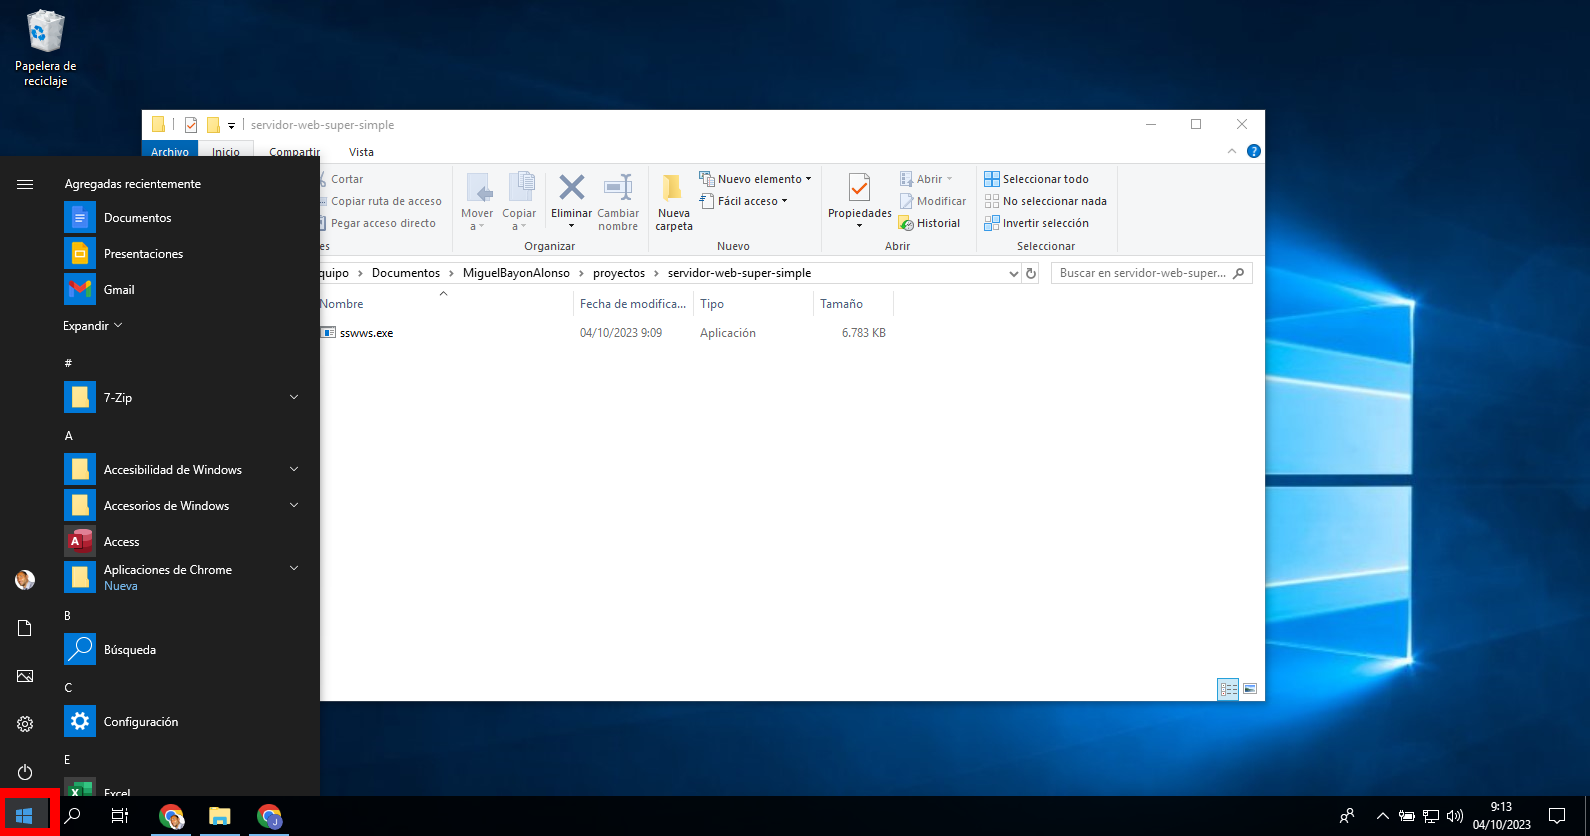 Papelera de
reciclaje
servidor-web-super-simple
Archivo
Inicio
Compartir
Vista
Cortar
Copiar ruta de acceso
Pegar acceso directo
es
Mover
a
Copiar
a
Eliminar
Cambiar
nombre
Organizar
Nueva
carpeta
Nuevo elemento
Fácil acceso
Nuevo
Propiedades
Abrir
Modificar
Historial
Abrir
Seleccionar todo
No seleccionar nada
Invertir selección
Seleccionar
quipo
Documentos
MiguelBayonAlonso
proyectos
servidor-web-super-simple
Buscar en servidor-web-super...
Nombre
Fecha de modifica...
Tipo
Tamaño
sswws.exe
04/10/2023 9:09
Aplicación
6.783 KB
Agregadas recientemente
Documentos
Presentaciones
Gmail
Expandir
#
7-Zip
A
Accesibilidad de Windows
Accesorios de Windows
Access
Aplicaciones de Chrome
Nueva
B
Búsqueda
C
Configuración
E
Excel
9:13
04/10/2023